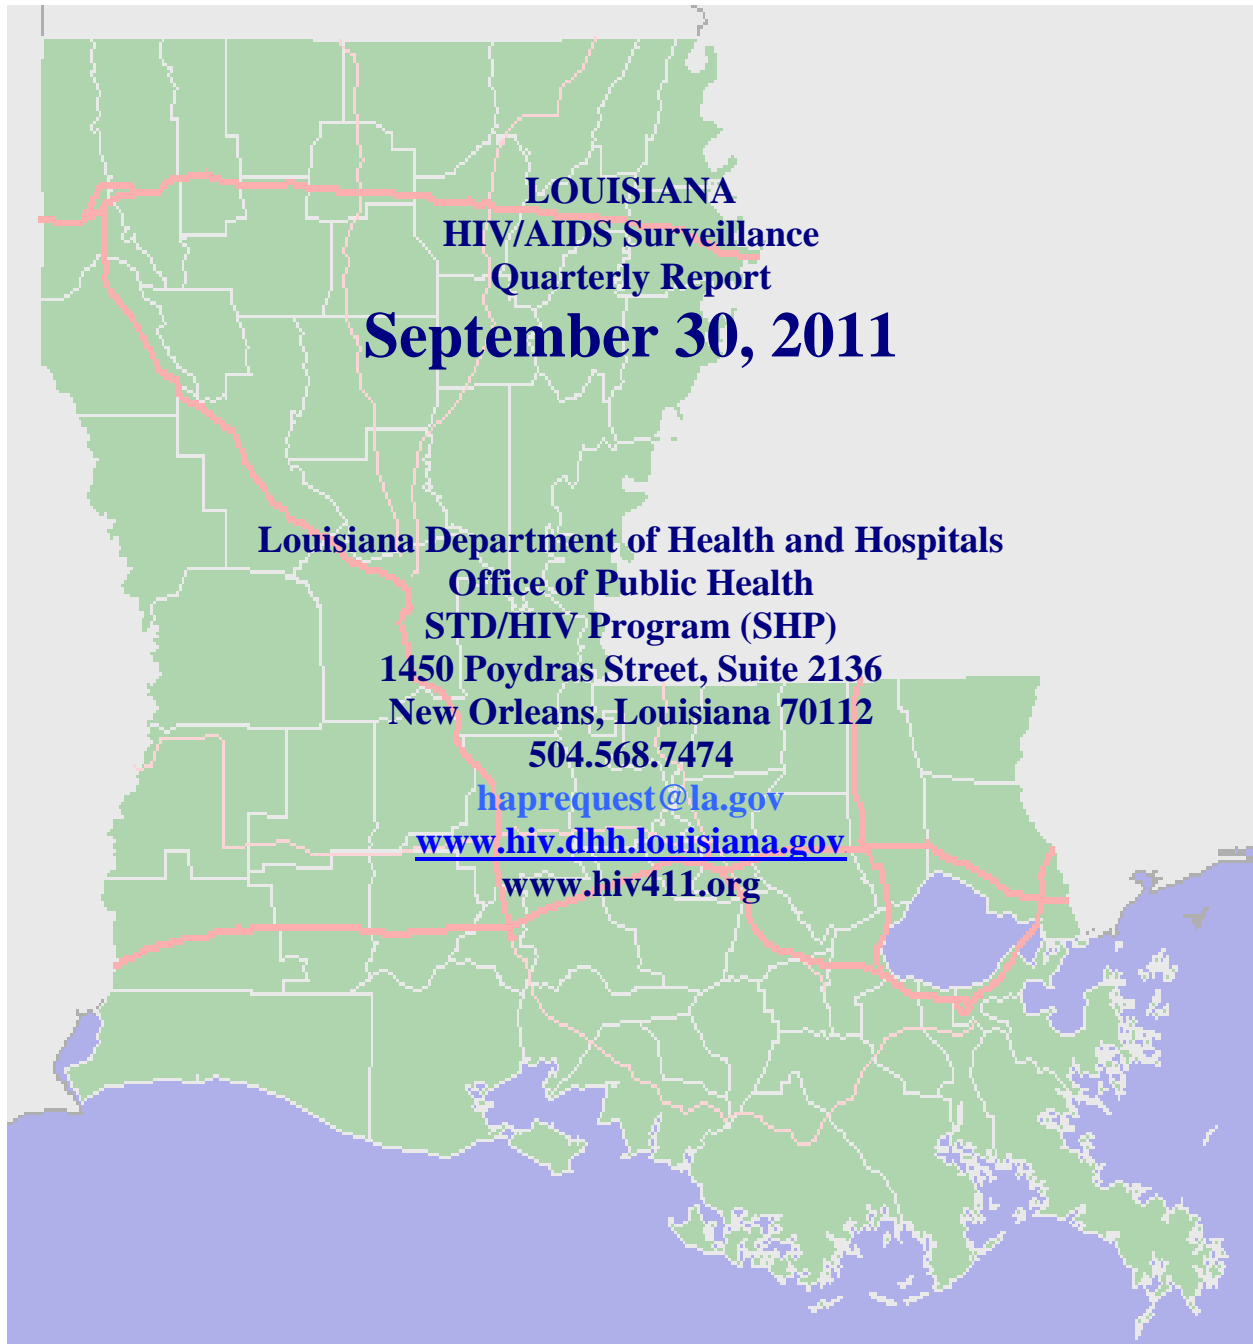 LOUISIANA
HIV/AIDS Surveillance
Quarterly Report
September 30, 2011
Louisiana Department of Health and Hospitals
Office of Public Health
STD/HIV Program (SHP)
1450 Poydras Street, Suite 2136
New Orleans, Louisiana 70112
504.568.7474
haprequest@la.gov
www.hiv.dhh.louisiana.gov
www.hiv411.org